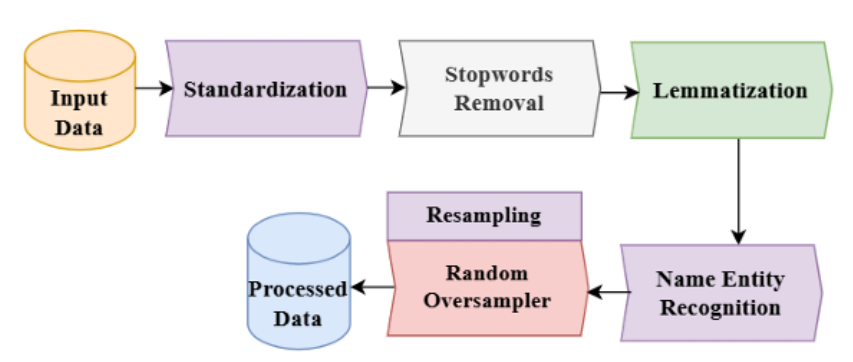 Input
Data
Standardization
Stopwords
Removal
Lemmatization
Resampling
Random
Oversampler
Processed
Data
Name Entity
Recognition